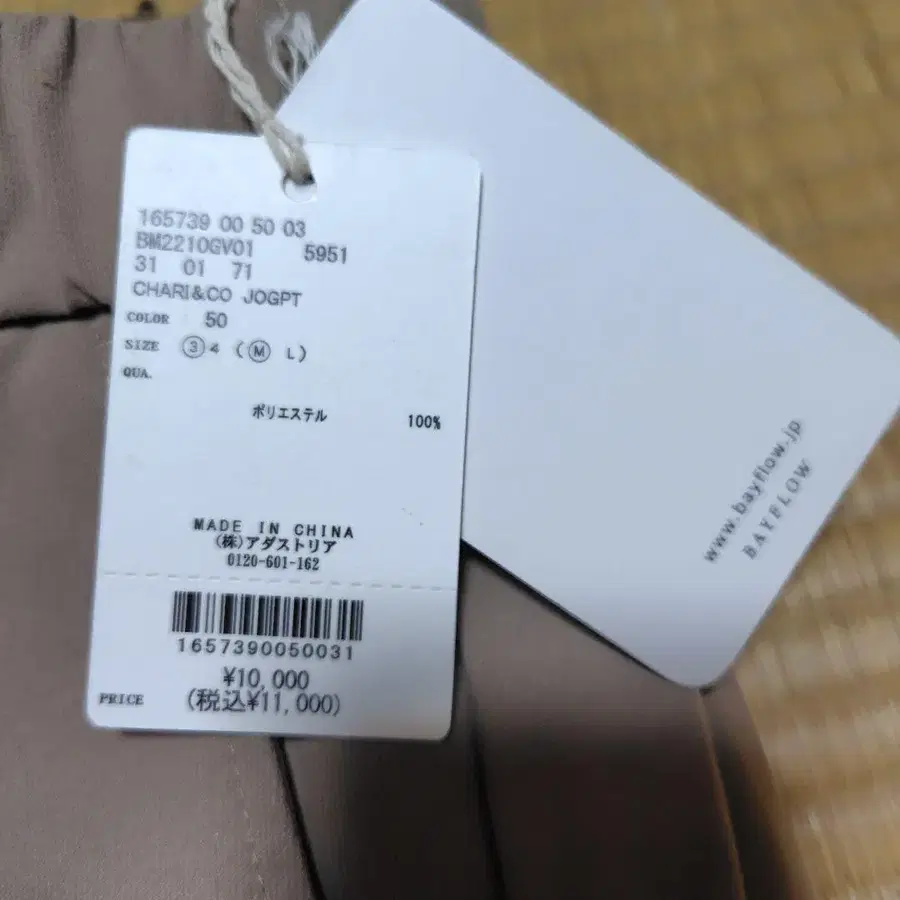 165739 00 50 03
BM2210GV01 5951
31 01 71
CHARI&CO JOGPT
COLOR 50
SIZE ③ 4 ( Ⓜ L )
QUA.
ポリエステル 100%
MADE IN CHINA
(株)アダストリア
0120-601-162
1657390050031
¥10,000
PRICE (税込¥11,000)
www.bayflow.jp
BAYFLOW